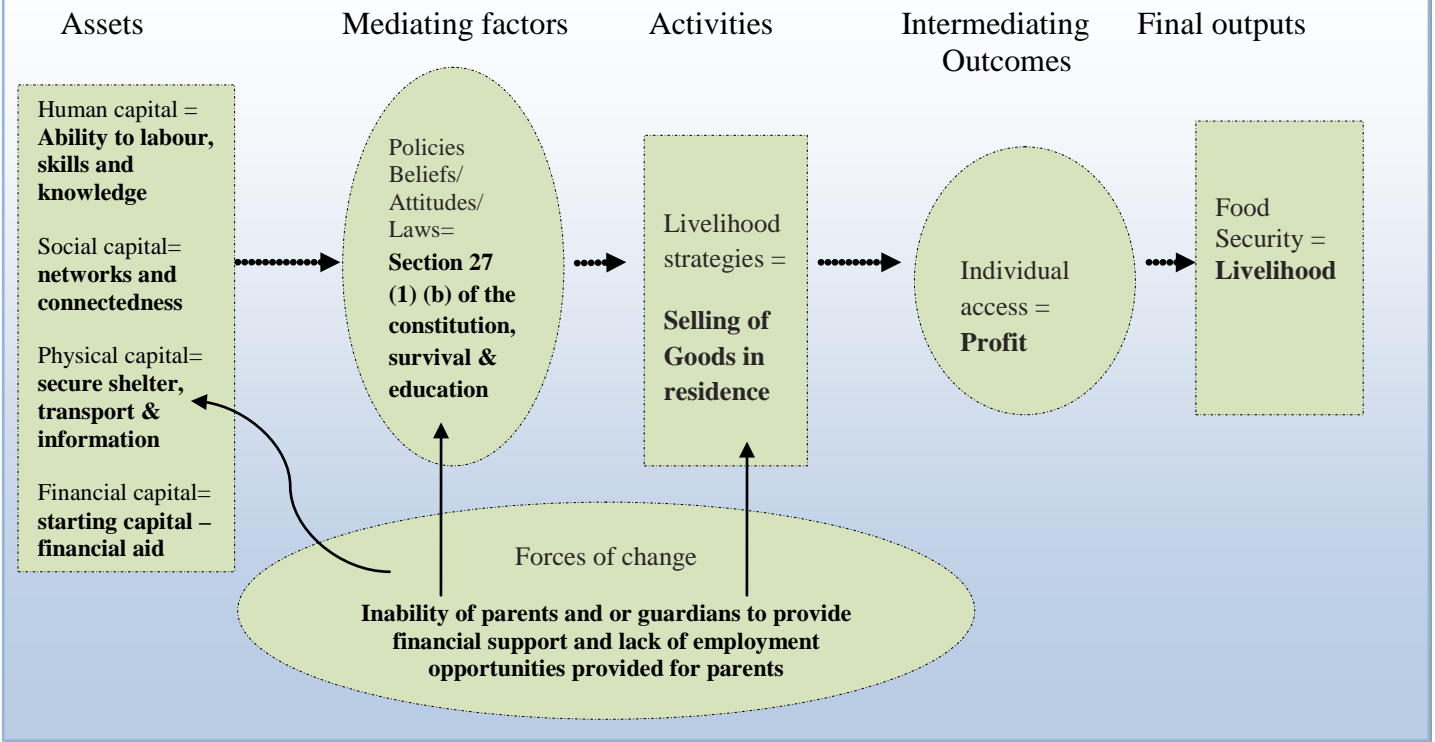 Assets
Mediating factors
Activities
Intermediating
Outcomes
Final outputs
Human capital =
Ability to labour,
skills and
knowledge
Social capital=
networks and
connectedness
Physical capital=
secure shelter,
transport &
information
Financial capital=
starting capital –
financial aid
Policies
Beliefs/
Attitudes/
Laws=
Section 27
(1) (b) of the
constitution,
survival &
education
Livelihood
strategies =
Selling of
Goods in
residence
Individual
access =
Profit
Food
Security =
Livelihood
Forces of change
Inability of parents and or guardians to provide
financial support and lack of employment
opportunities provided for parents